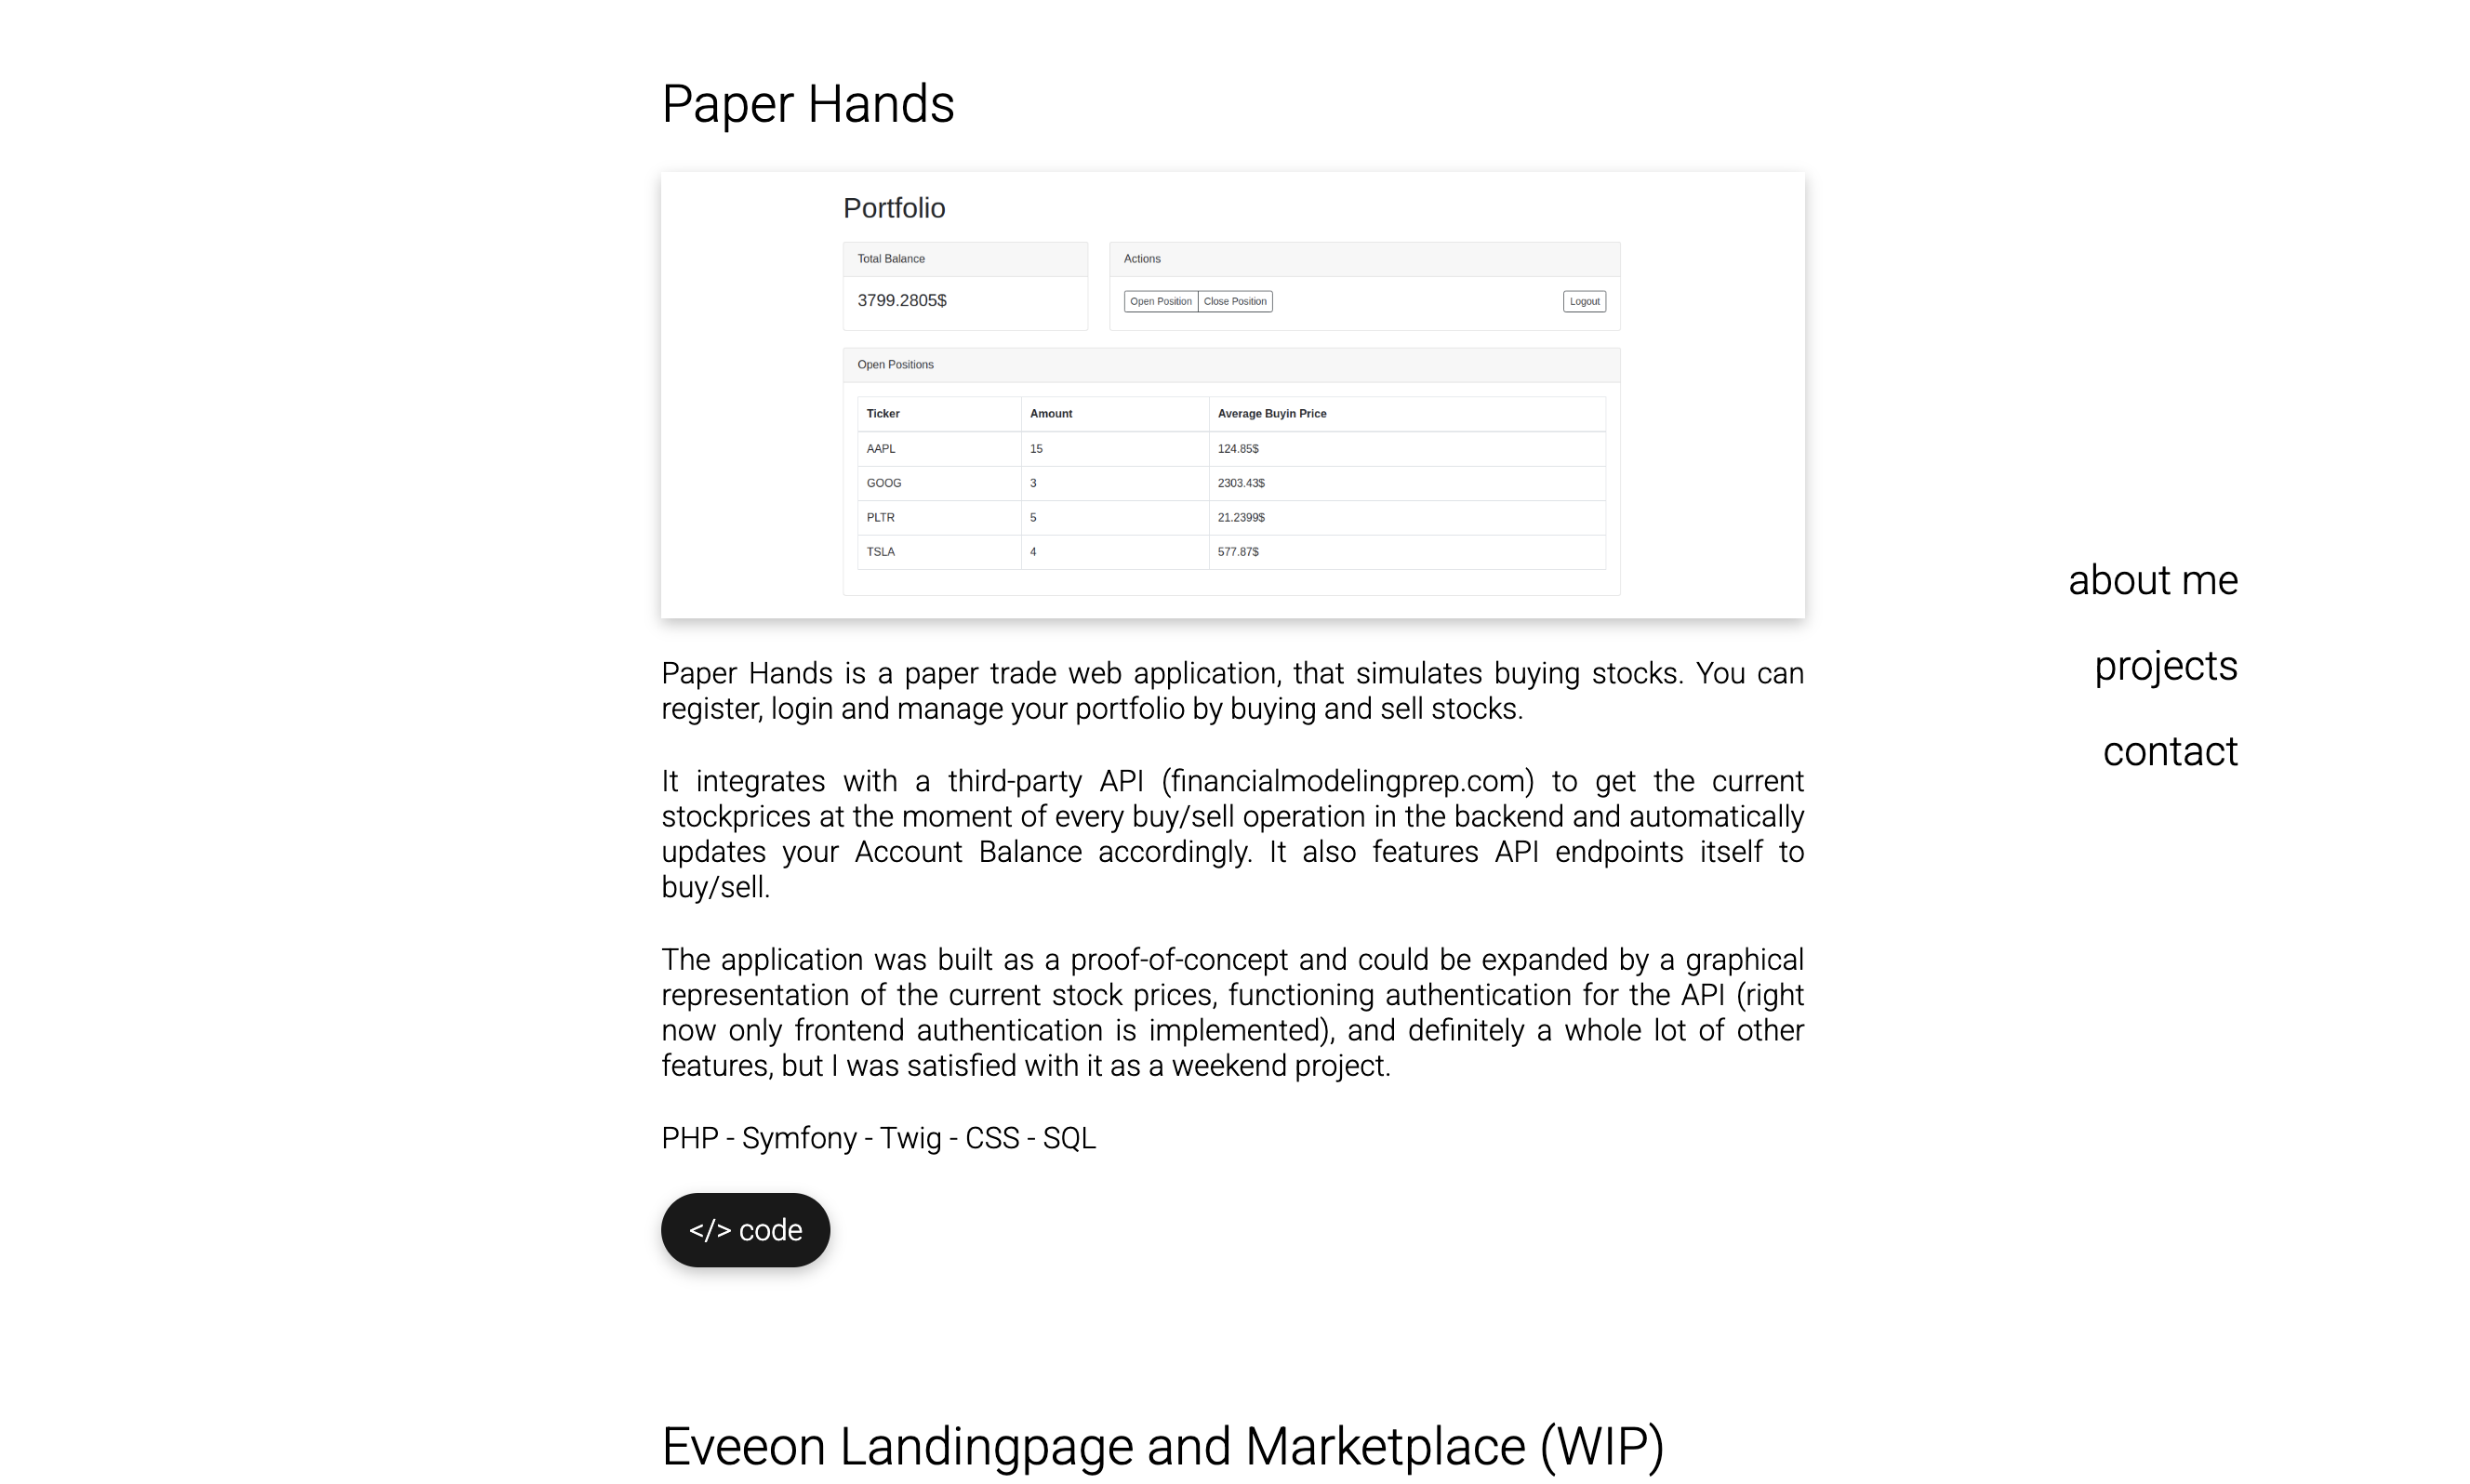 Paper Hands
Portfolio
Total Balance
3799.2805$
Actions
Open Position Close Position Logout
Open Positions
Ticker Amount Average Buyin Price
AAPL 15 124.85$
GOOG 3 2303.43$
PLTR 5 21.2399$
TSLA 4 577.87$
Paper Hands is a paper trade web application, that simulates buying stocks. You can
register, login and manage your portfolio by buying and sell stocks.
It integrates with a third-party API (financialmodelingprep.com) to get the current
stockprices at the moment of every buy/sell operation in the backend and automatically
updates your Account Balance accordingly. It also features API endpoints itself to
buy/sell.
The application was built as a proof-of-concept and could be expanded by a graphical
representation of the current stock prices, functioning authentication for the API (right
now only frontend authentication is implemented), and definitely a whole lot of other
features, but I was satisfied with it as a weekend project.
PHP - Symfony - Twig - CSS - SQL
</> code
Eveeon Landingpage and Marketplace (WIP)
about me
projects
contact